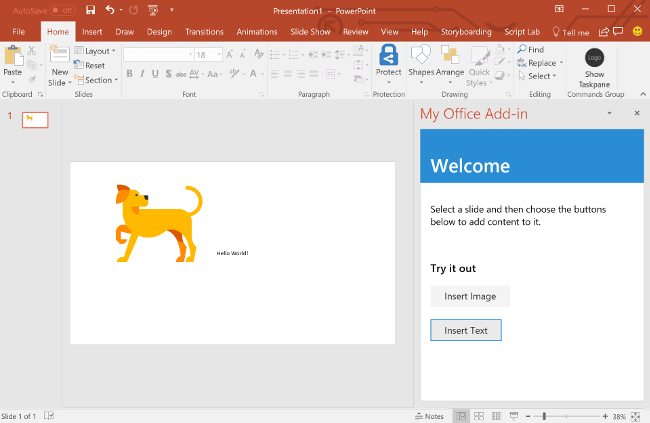 AutoSave Off
Presentation1 - PowerPoint
File Home Insert Draw Design Transitions Animations Slide Show Review View Help Storyboarding Script Lab Tell me
Paste
New
Slide
Layout
Reset
Section
18
B I U S abc AV Aa A
Protect
Shapes Arrange Quick
Styles
Find
Replace
Select
Logo
Show
Taskpane
Clipboard Slides Font Paragraph Protection Drawing Editing Commands Group
1
My Office Add-in
Welcome
Select a slide and then choose the buttons
below to add content to it.
Try it out
Insert Image
Insert Text
Hello World!
Slide 1 of 1
Notes
38%